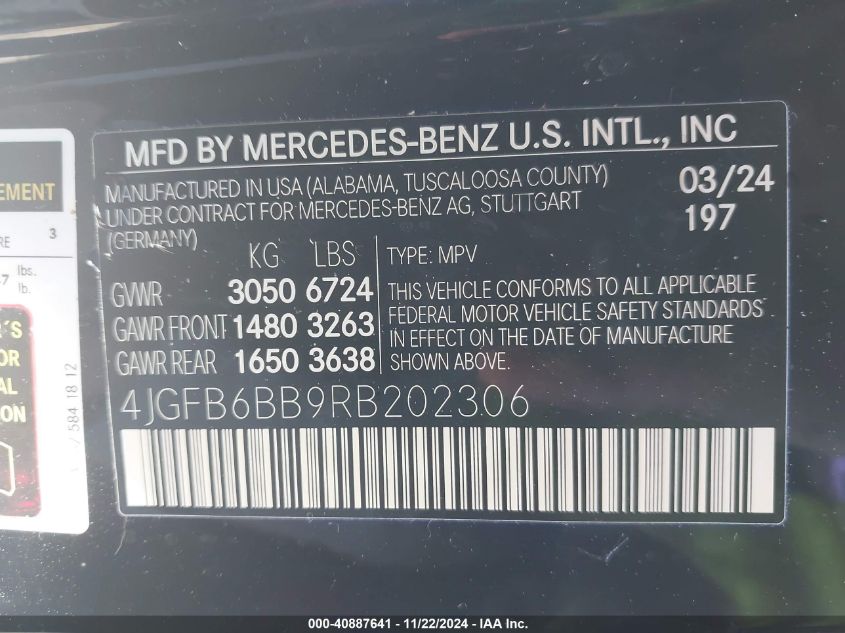 MFD BY MERCEDES-BENZ U.S. INTL., INC
MANUFACTURED IN USA (ALABAMA, TUSCALOOSA COUNTY)
UNDER CONTRACT FOR MERCEDES-BENZ AG, STUTTGART
(GERMANY)
03/24
197
KG LBS
GVWR 3050 6724
GAWR FRONT 1480 3263
GAWR REAR 1650 3638
TYPE: MPV
THIS VEHICLE CONFORMS TO ALL APPLICABLE
FEDERAL MOTOR VEHICLE SAFETY STANDARDS
IN EFFECT ON THE DATE OF MANUFACTURE
SHOWN ABOVE.
4JGFB6BB9RB202306
3
lbs.
lb.
584 18 12
000-40887641 - 11/22/2024 - IAA Inc.